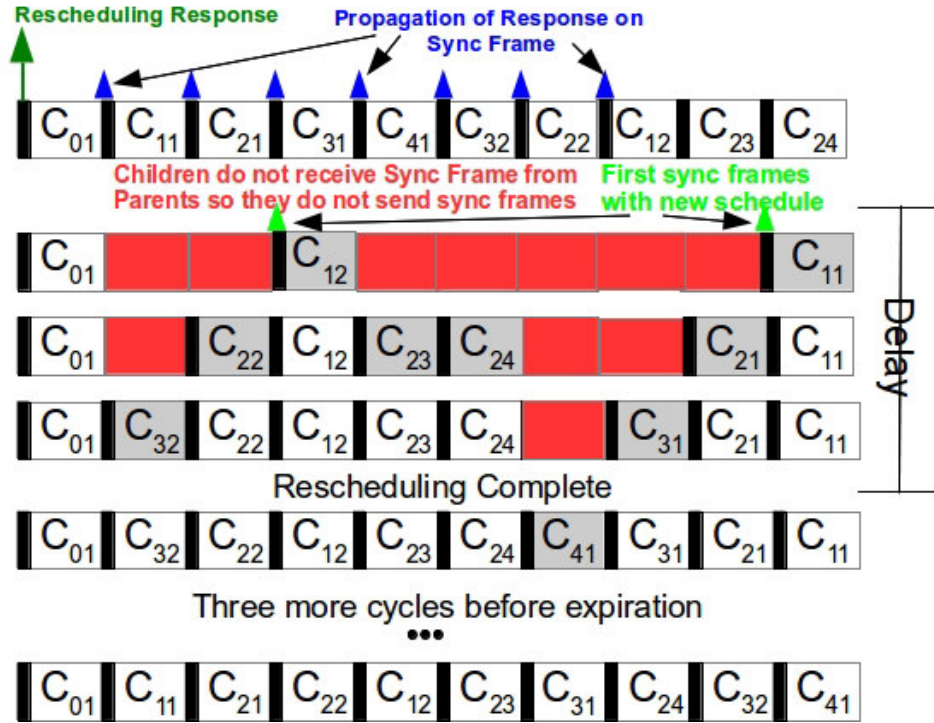 Rescheduling Response
Propagation of Response on
Sync Frame
C01 C11 C21 C31 C41 C32 C22 C12 C23 C24
Children do not receive Sync Frame from
Parents so they do not send sync frames
First sync frames
with new schedule
C01 C12 C11
C01 C22 C12 C23 C24 C21 C11
C01 C32 C22 C12 C23 C24 C31 C21 C11
Delay
Rescheduling Complete
C01 C32 C22 C12 C23 C24 C41 C31 C21 C11
Three more cycles before expiration
•••
C01 C11 C21 C22 C12 C23 C31 C24 C32 C41